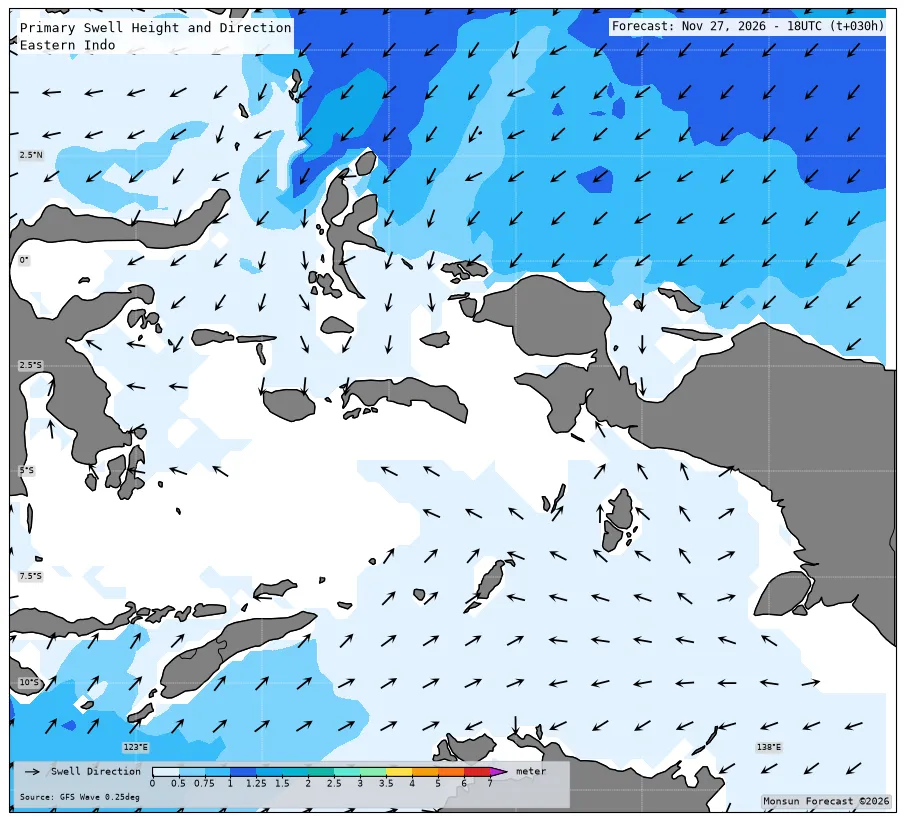 Primary Swell Height and Direction
Eastern Indo
Forecast: Nov 27, 2026 - 18UTC (t+030h)
2.5°N
0°
2.5°S
5°S
7.5°S
10°S
123°E
138°E
Swell Direction
0 0.5 0.75 1 1.25 1.5 2 2.5 3 3.5 4 5 6 7
meter
Source: GFS Wave 0.25deg
Monsun Forecast ©2026